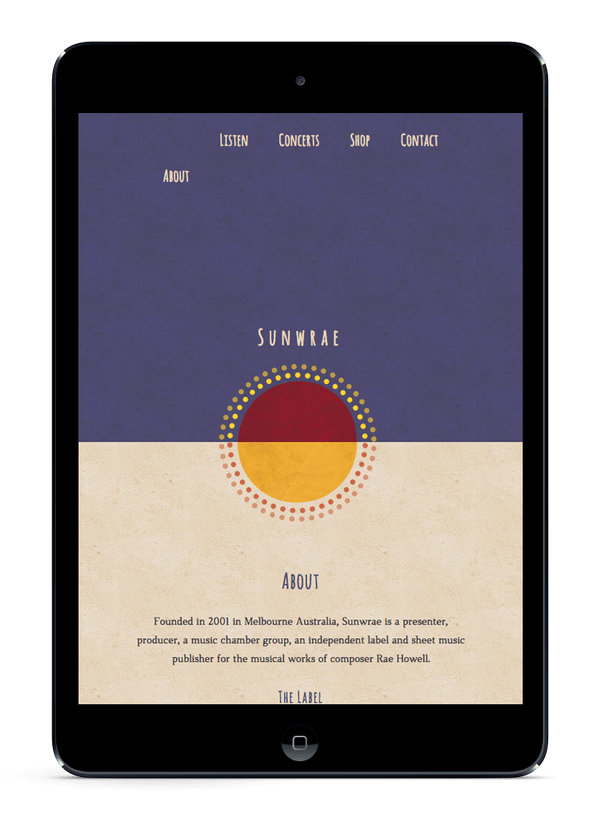 Listen Concerts Shop Contact
About
Sunwrae
About
Founded in 2001 in Melbourne Australia, Sunwrae is a presenter,
producer, a music chamber group, an independent label and sheet music
publisher for the musical works of composer Rae Howell.
The Label